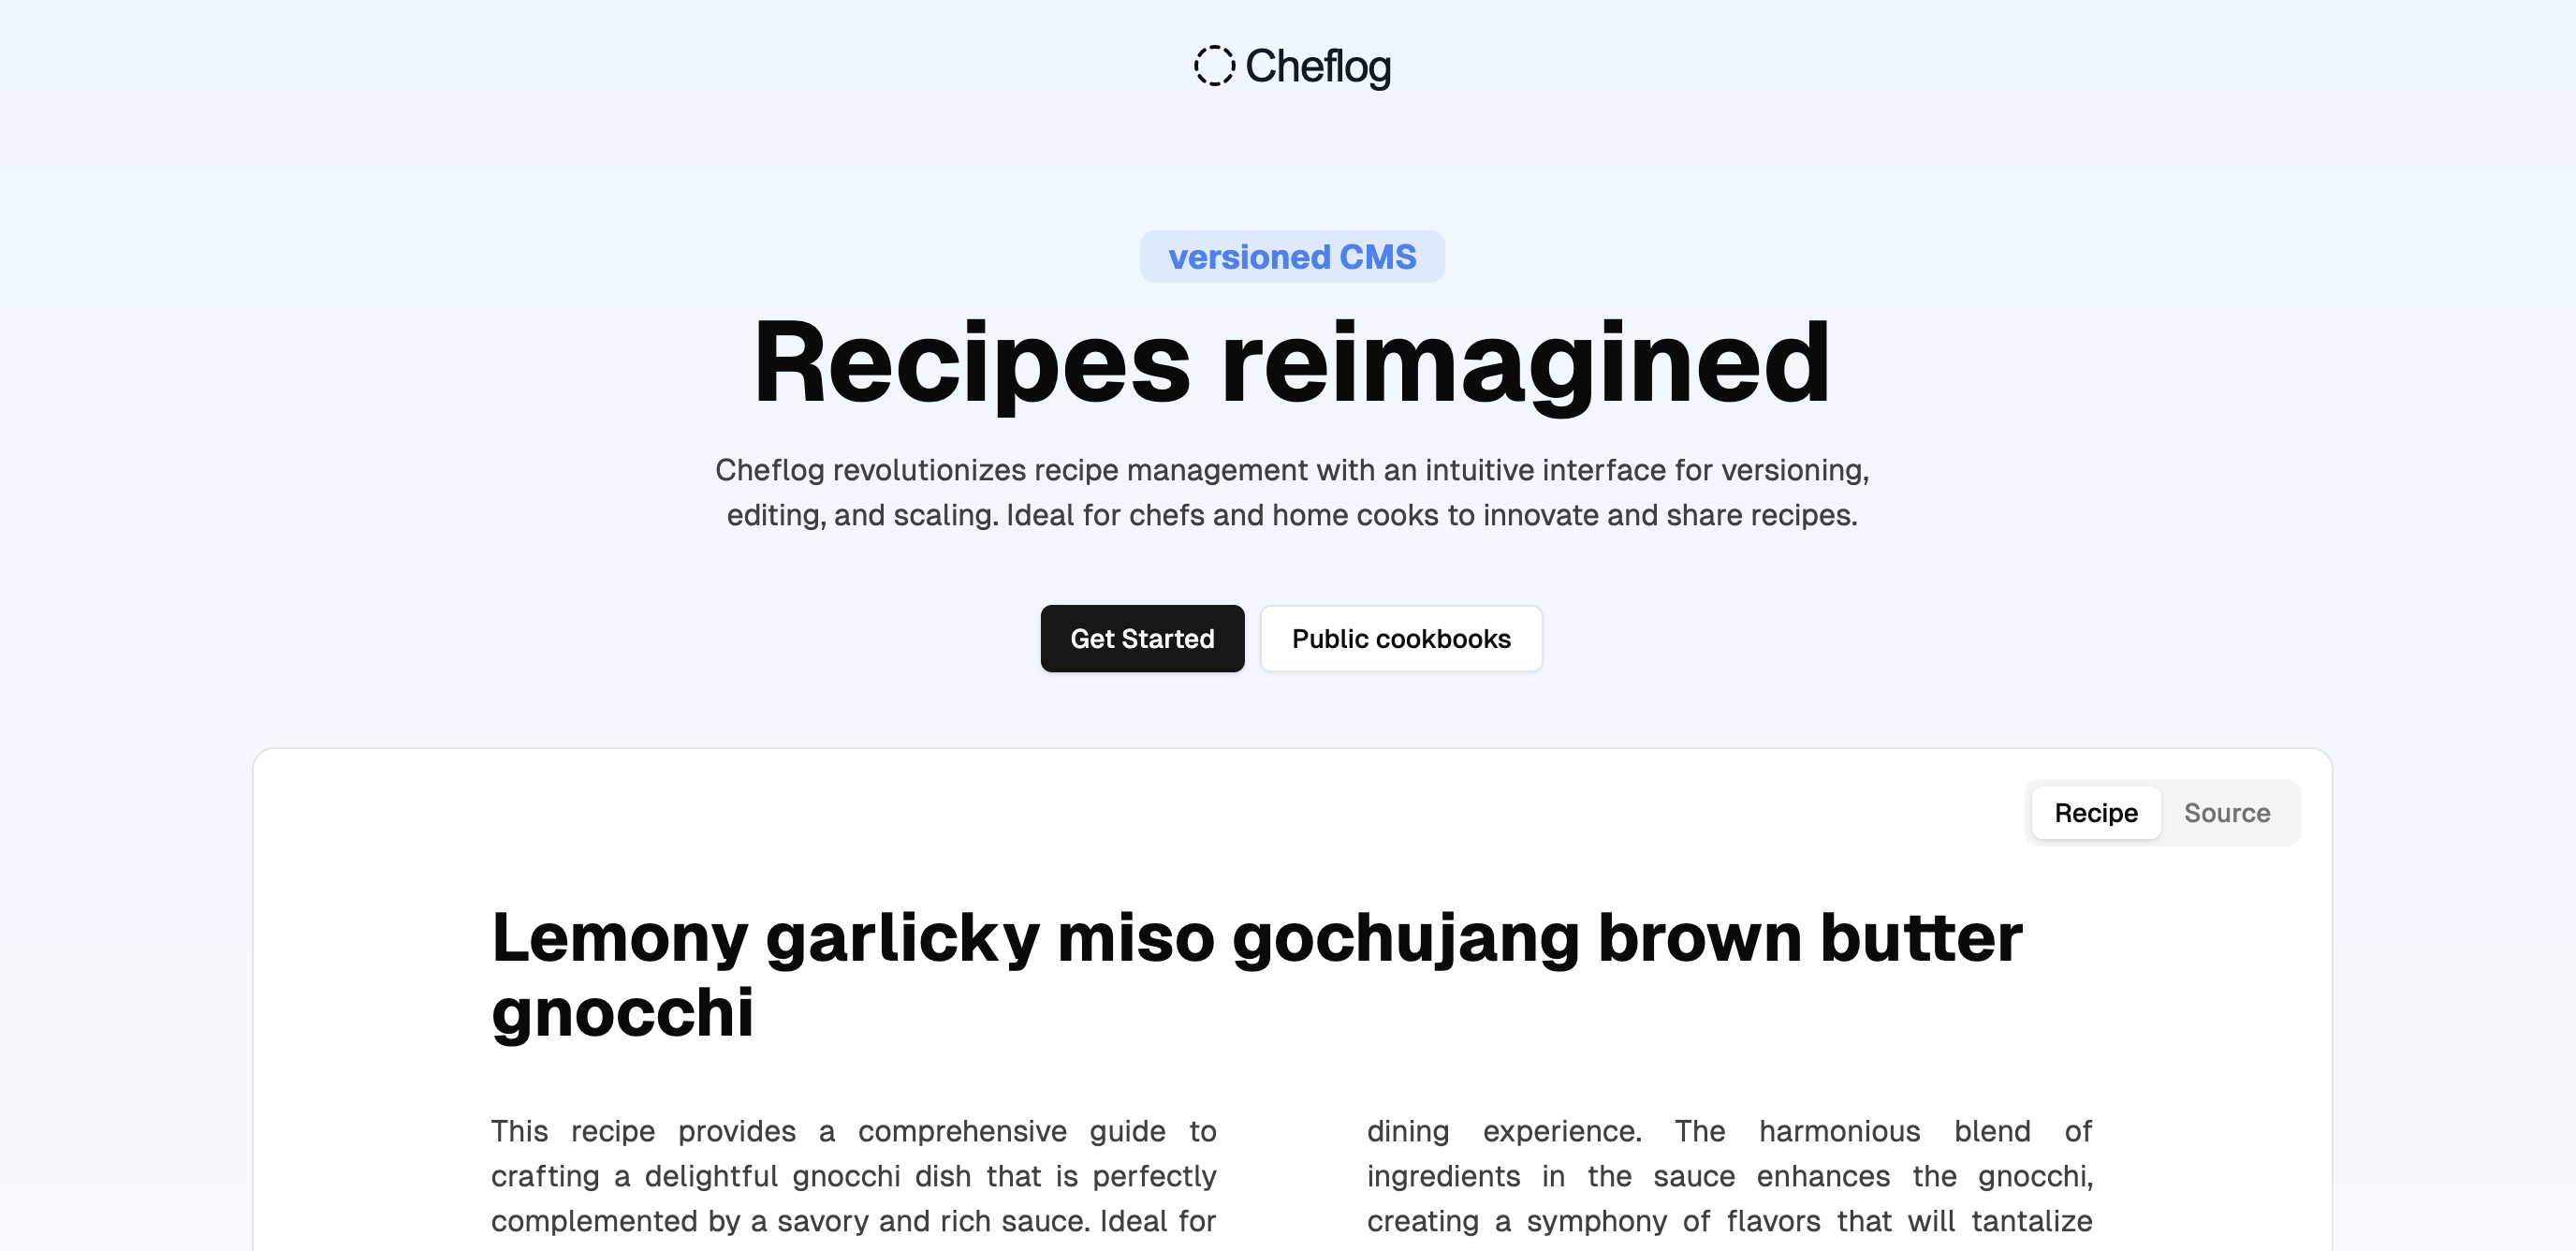 Cheflog
versioned CMS
Recipes reimagined
Cheflog revolutionizes recipe management with an intuitive interface for versioning,
editing, and scaling. Ideal for chefs and home cooks to innovate and share recipes.
Get Started
Public cookbooks
Recipe
Source
Lemony garlicky miso gochujang brown butter
gnocchi
This recipe provides a comprehensive guide to
crafting a delightful gnocchi dish that is perfectly
complemented by a savory and rich sauce. Ideal for
dining experience. The harmonious blend of
ingredients in the sauce enhances the gnocchi,
creating a symphony of flavors that will tantalize